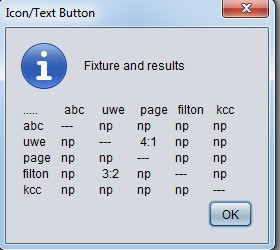 Icon/Text Button
Fixture and results
..... abc uwe page filton kcc
abc --- np np np np
uwe np --- 4:1 np np
page np np --- np np
filton np 3:2 np --- np
kcc np np np np ---
OK